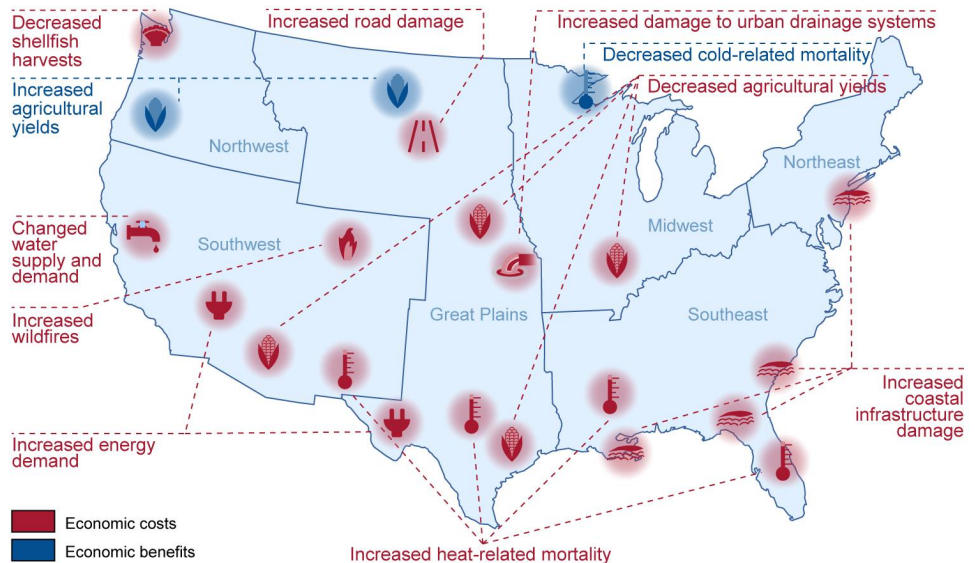 Decreased
shellfish
harvests
Increased road damage
Increased damage to urban drainage systems
Decreased cold-related mortality
Increased
agricultural
yields
Decreased agricultural yields
Northwest
Northeast
Changed
water
supply and
demand
Southwest
Midwest
Increased
wildfires
Great Plains
Southeast
Increased
coastal
infrastructure
damage
Increased energy
demand
Economic costs
Economic benefits
Increased heat-related mortality